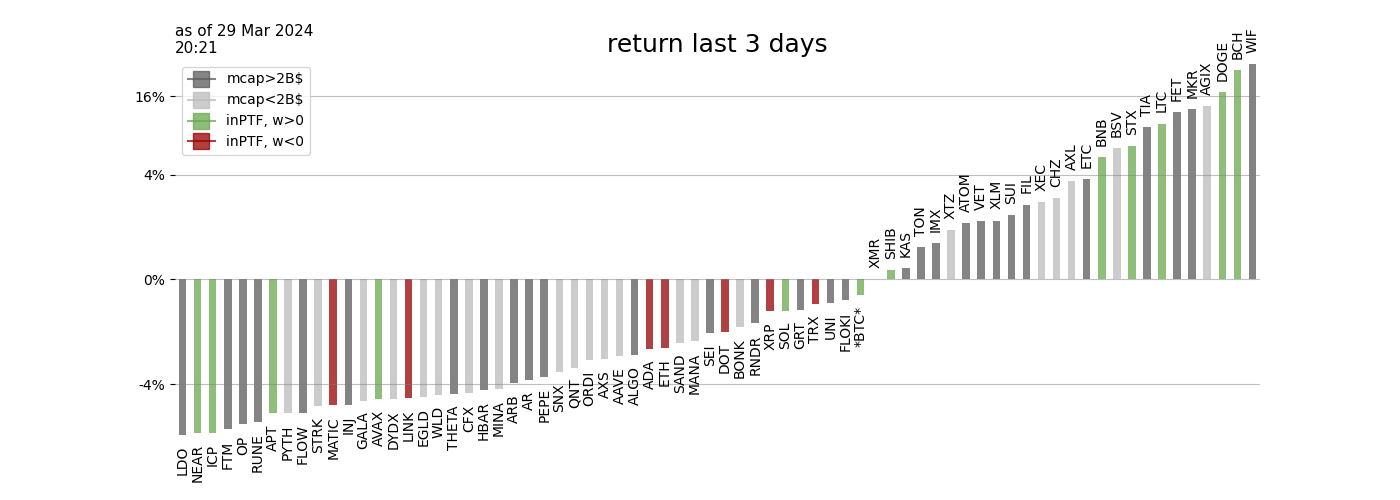 as of 29 Mar 2024
20:21
return last 3 days
mcap>2B$
mcap<2B$
inPTF, w>0
inPTF, w<0
16%
4%
0%
-4%
LDO
NEAR
ICP
FTM
OP
RUNE
APT
PYTH
FLOW
STRK
MATIC
INJ
GALA
AVAX
DYDX
LINK
EGLD
WLD
THETA
CFX
HBAR
MINA
ARB
AR
PEPE
SNX
QNT
ORDI
AXS
AAVE
ALGO
ADA
ETH
SAND
MANA
SEI
DOT
BONK
RNDR
XRP
SOL
GRT
TRX
UNI
FLOKI
*BTC*
XMR
SHIB
KAS
TON
IMX
XTZ
ATOM
VET
XLM
SUI
FIL
XEC
CHZ
AXL
ETC
BNB
BSV
STX
TIA
LTC
FET
MKR
AGIX
DOGE
BCH
WIF